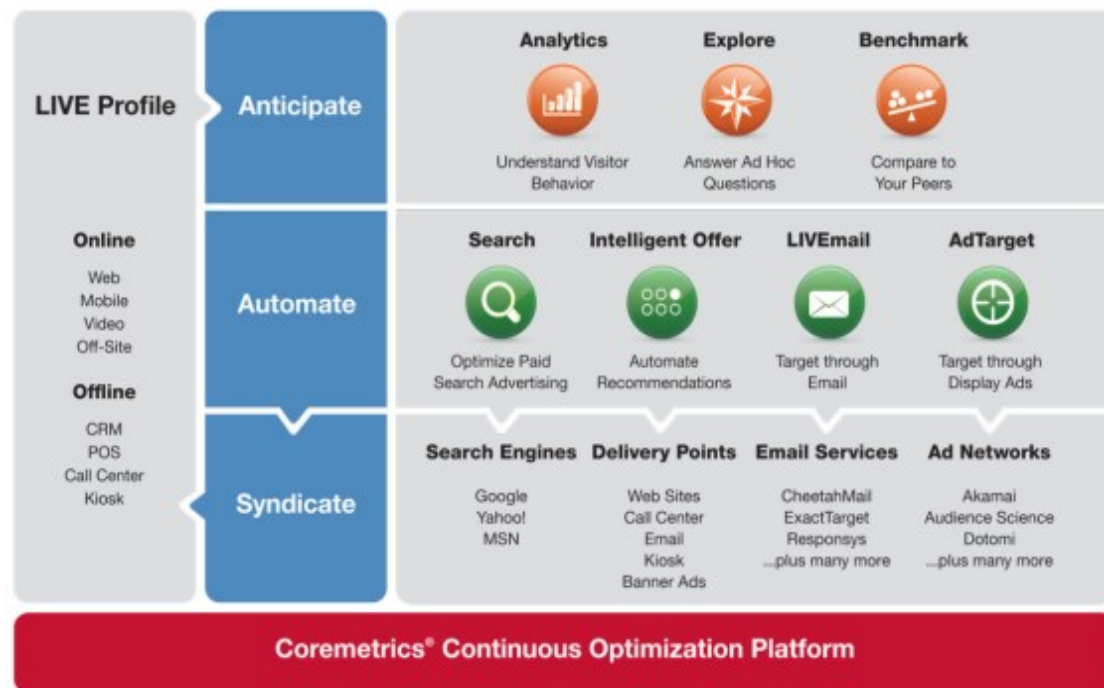 LIVE Profile
Online
Web
Mobile
Video
Off-Site
Offline
CRM
POS
Call Center
Kiosk
Anticipate
Analytics
Understand Visitor
Behavior
Explore
Answer Ad Hoc
Questions
Benchmark
Compare to
Your Peers
Automate
Search
Optimize Paid
Search Advertising
Intelligent Offer
Automate
Recommendations
LIVEmail
Target through
Email
AdTarget
Target through
Display Ads
Syndicate
Search Engines
Google
Yahoo!
MSN
Delivery Points
Web Sites
Call Center
Email
Kiosk
Banner Ads
Email Services
CheetahMail
ExactTarget
Responsys
...plus many more
Ad Networks
Akamai
Audience Science
Dotomi
...plus many more
Coremetrics® Continuous Optimization Platform